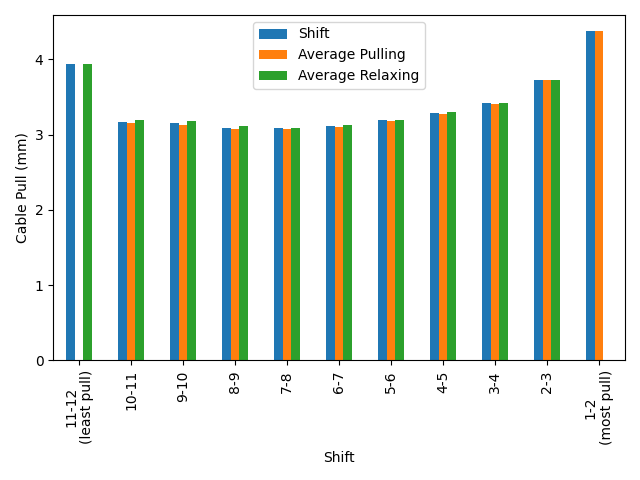 Shift
Average Pulling
Average Relaxing
Cable Pull (mm)
4
3
2
1
0
11-12
(least pull)
10-11
9-10
8-9
7-8
6-7
5-6
4-5
3-4
2-3
1-2
(most pull)
Shift